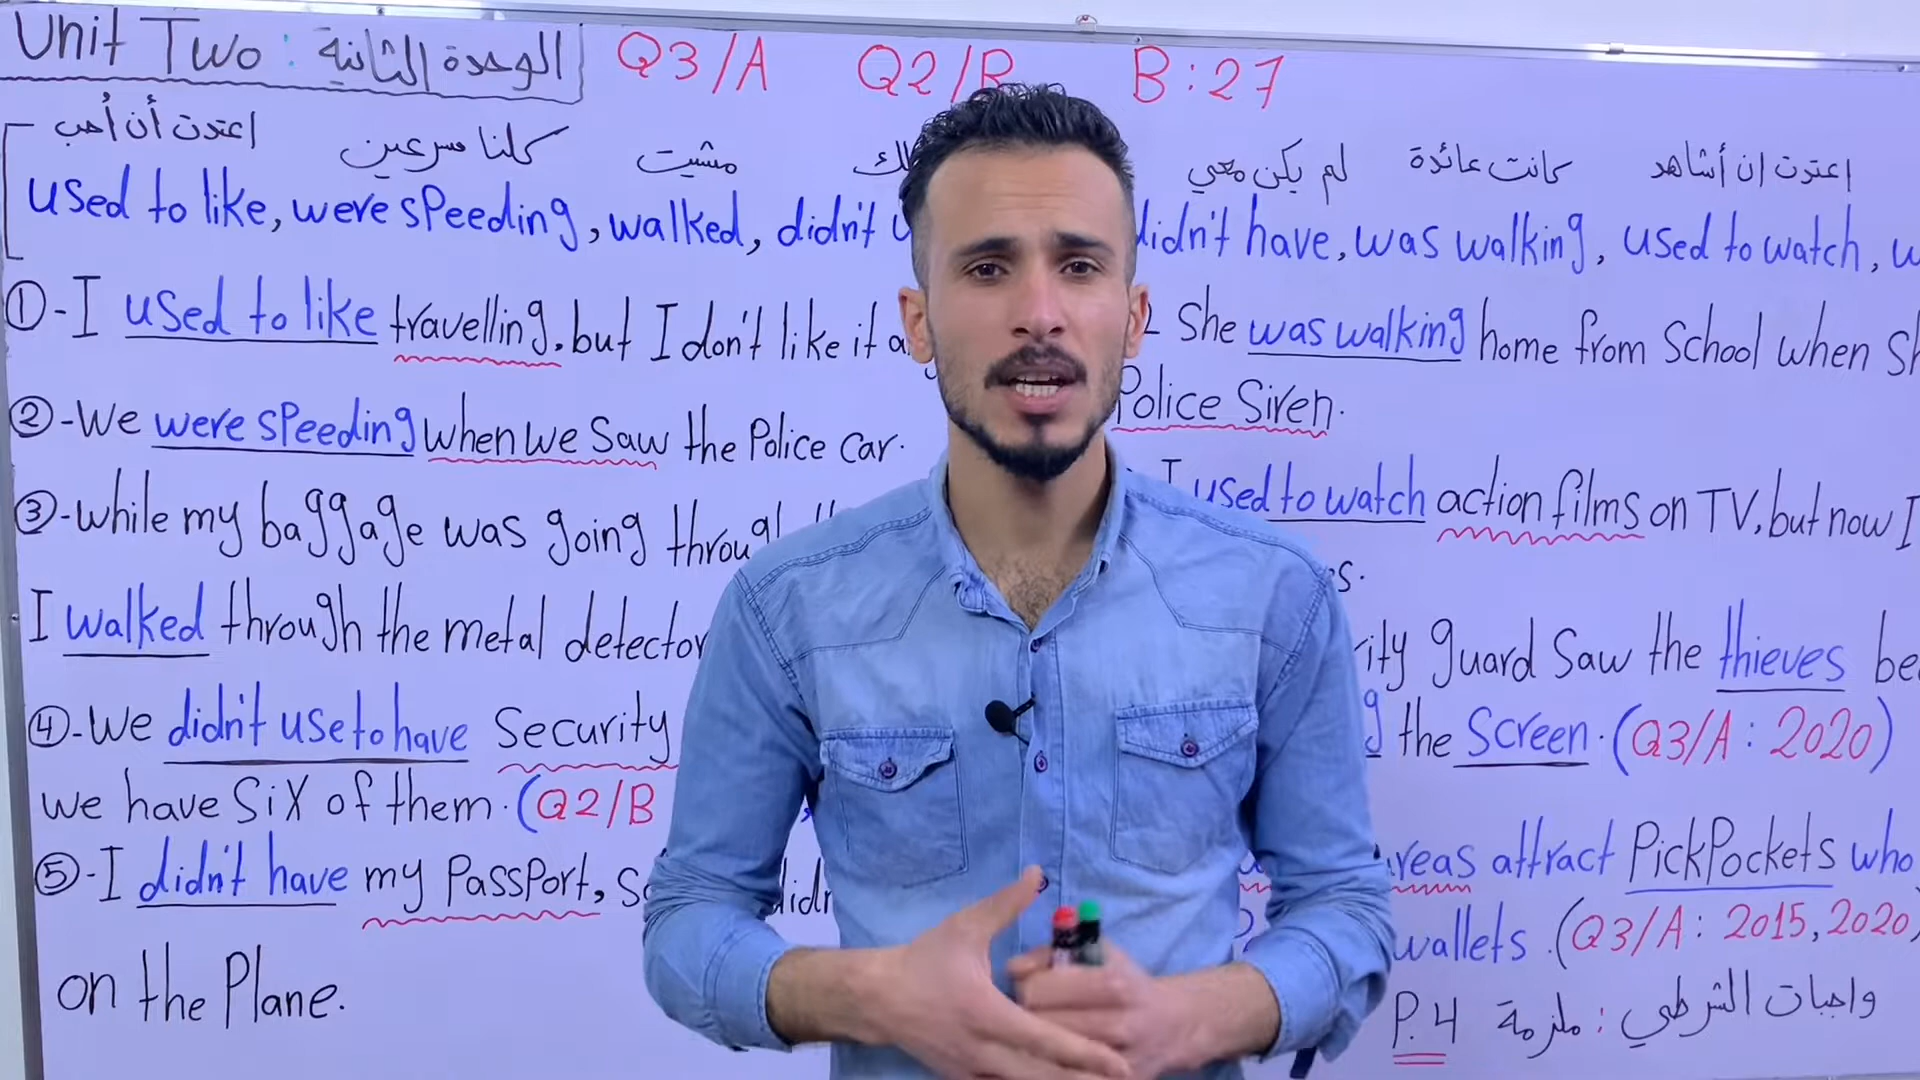 Unit Two : الوحدة الثانية Q3/A Q2/B B:27
اعتدت أن أُحب كلنا مسرعين مشيت لم يكن معي كانت عائدة اعتدت ان أشاهد
used to like, were speeding, walked, didn't didn't have, was walking, used to watch,
①-I used to like travelling, but I don't like it
②-We were speeding when we saw the Police car.
③-while my baggage was going through
I walked through the metal detector
④-We didn't use to have security
we have six of them. (Q2/B
⑤-I didn't have my Passport,
on the Plane.
She was walking home from school when
Police Siren.
I used to watch action films on TV, but now I
guard saw the thieves
the Screen. (Q3/A: 2020)
areas attract PickPockets who
wallets. (Q3/A: 2015, 2020
P.4 واجبات الشرطي : ملزمة